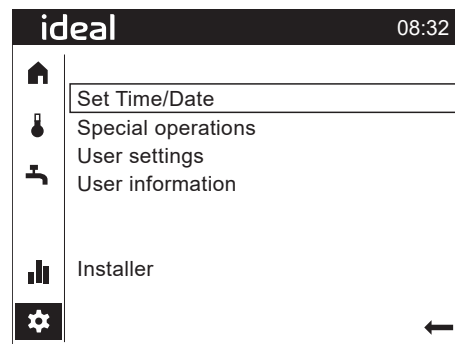 ideal 08:32
Set Time/Date
Special operations
User settings
User information
Installer